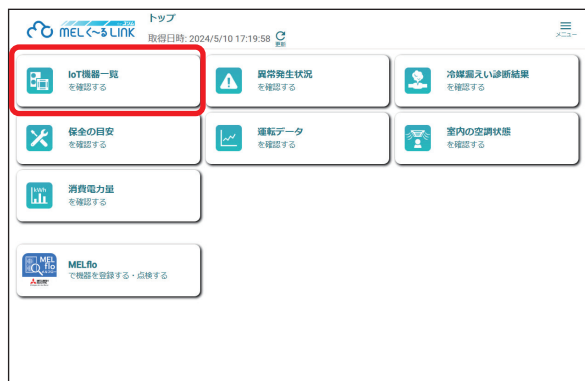 MELく〜るLINK
トップ
取得日時: 2024/5/10 17:19:58
更新
メニュー
IoT機器一覧
を確認する
異常発生状況
を確認する
冷媒漏えい診断結果
を確認する
保全の目安
を確認する
運転データ
を確認する
室内の空調状態
を確認する
kWh
消費電力量
を確認する
MEL
flo
MELflo
で機器を登録する・点検する